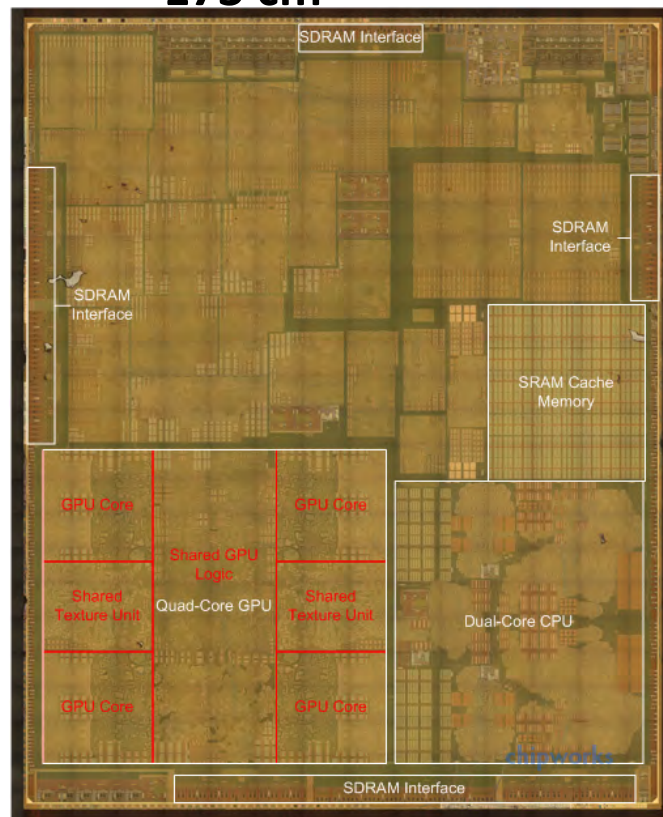 SDRAM Interface
SDRAM
Interface
SDRAM
Interface
SRAM Cache
Memory
GPU Core
GPU Core
Shared GPU
Logic
Shared
Texture Unit
Quad-Core GPU
Shared
Texture Unit
Dual-Core CPU
GPU Core
GPU Core
chipworks
SDRAM Interface